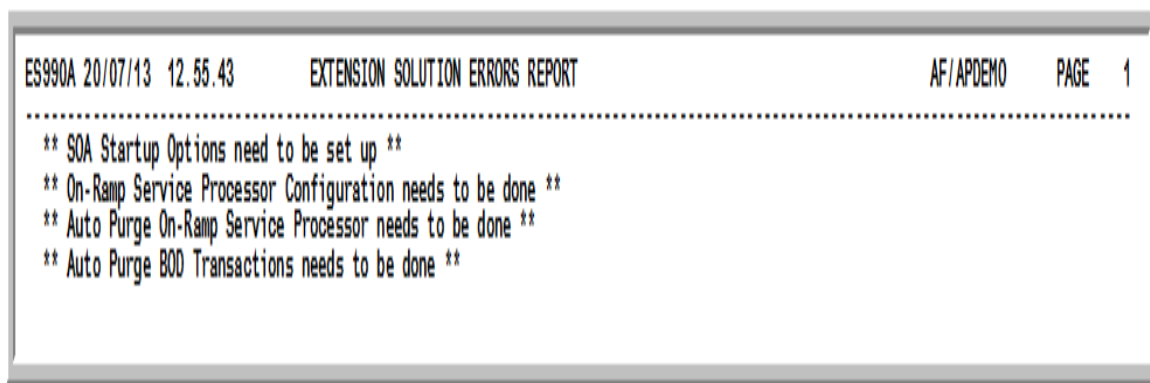 ES990A 20/07/13 12.55.43 EXTENSION SOLUTION ERRORS REPORT AF/APDEMO PAGE 1
** SOA Startup Options need to be set up **
** On-Ramp Service Processor Configuration needs to be done **
** Auto Purge On-Ramp Service Processor needs to be done **
** Auto Purge BOD Transactions needs to be done **